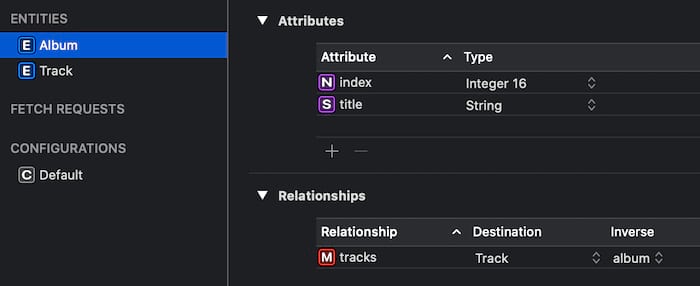 ENTITIES
E Album
E Track
FETCH REQUESTS
CONFIGURATIONS
C Default
Attributes
Attribute Type
N index Integer 16
S title String
Relationships
Relationship Destination Inverse
M tracks Track album